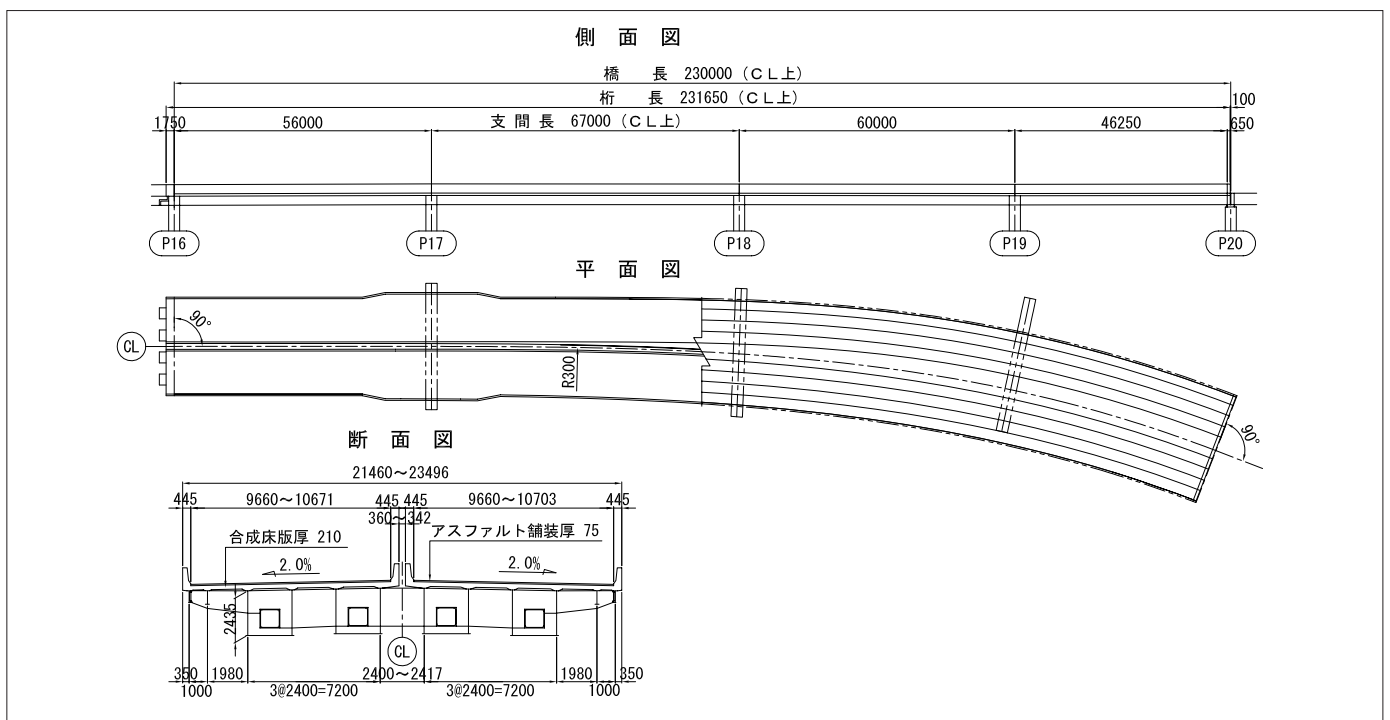 側 面 図
橋 長 230000 (CL上)
桁 長 231650 (CL上)
100
1750
56000
支 間 長 67000 (CL上)
60000
46250
650
P16
P17
P18
P19
P20
平 面 図
90°
CL
R300
90°
断 面 図
21460～23496
445
9660～10671
445
445
9660～10703
445
360～342
合成床版厚 210
アスファルト舗装厚 75
2.0%
2.0%
2435
CL
350
1980
2400～2417
1980
350
1000
3@2400=7200
3@2400=7200
1000